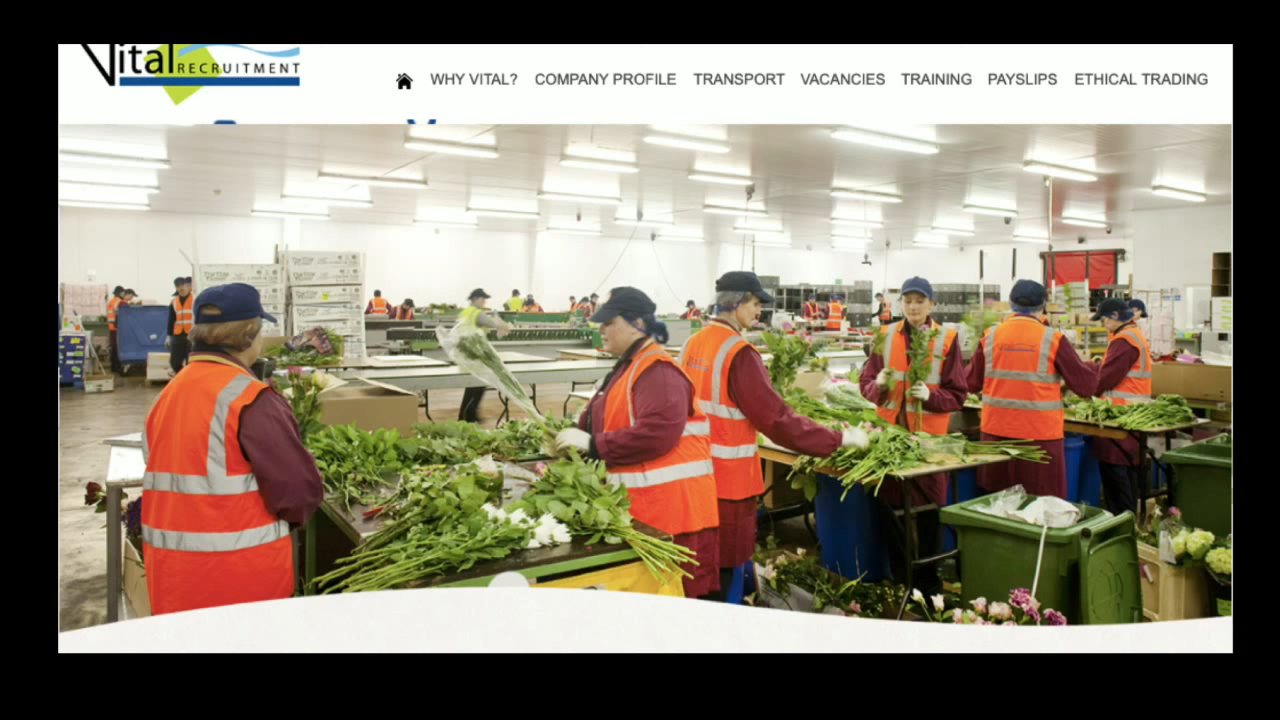 Vital
RECRUITMENT
WHY VITAL? COMPANY PROFILE TRANSPORT VACANCIES TRAINING PAYSLIPS ETHICAL TRADING